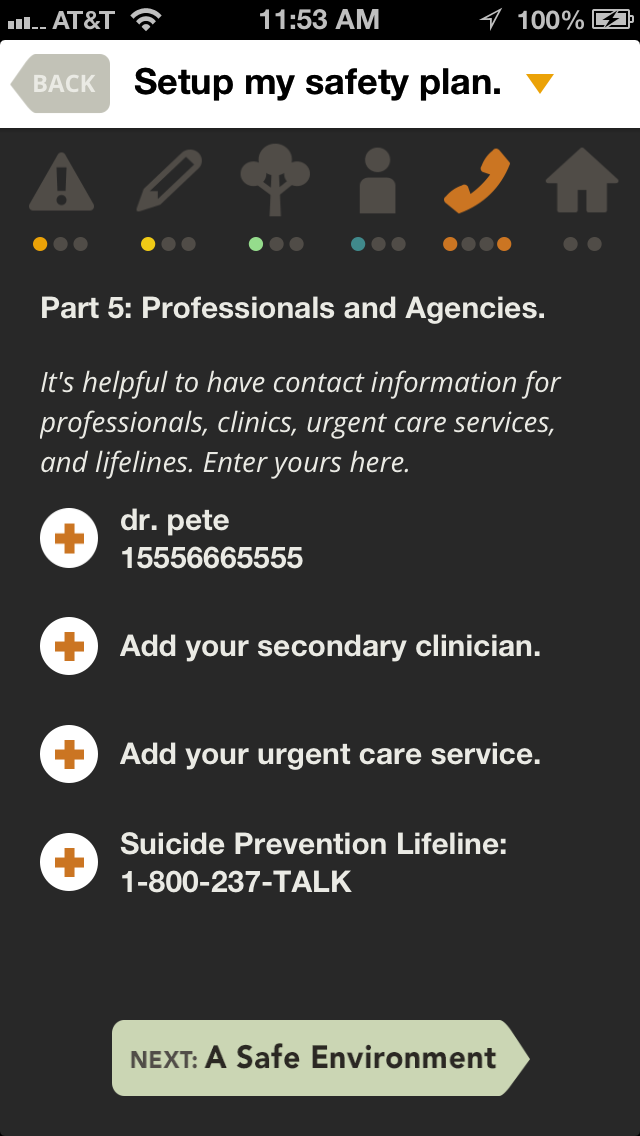 AT&T 11:53 AM 100%
BACK Setup my safety plan.
Part 5: Professionals and Agencies.
It's helpful to have contact information for
professionals, clinics, urgent care services,
and lifelines. Enter yours here.
dr. pete
15556665555
Add your secondary clinician.
Add your urgent care service.
Suicide Prevention Lifeline:
1-800-237-TALK
NEXT: A Safe Environment